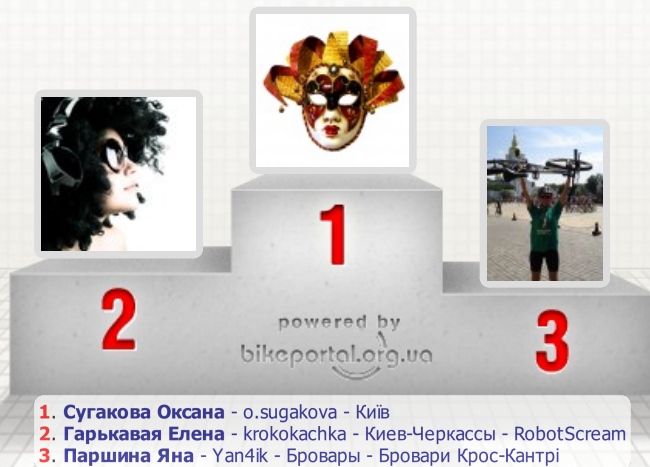 1
2
3
powered by
bikeportal.org.ua
1. Сугакова Оксана - o.sugakova - Київ
2. Гарькавая Елена - krokokachka - Киев-Черкассы - RobotScream
3. Паршина Яна - Yan4ik - Бровары - Бровари Крос-Кантрі